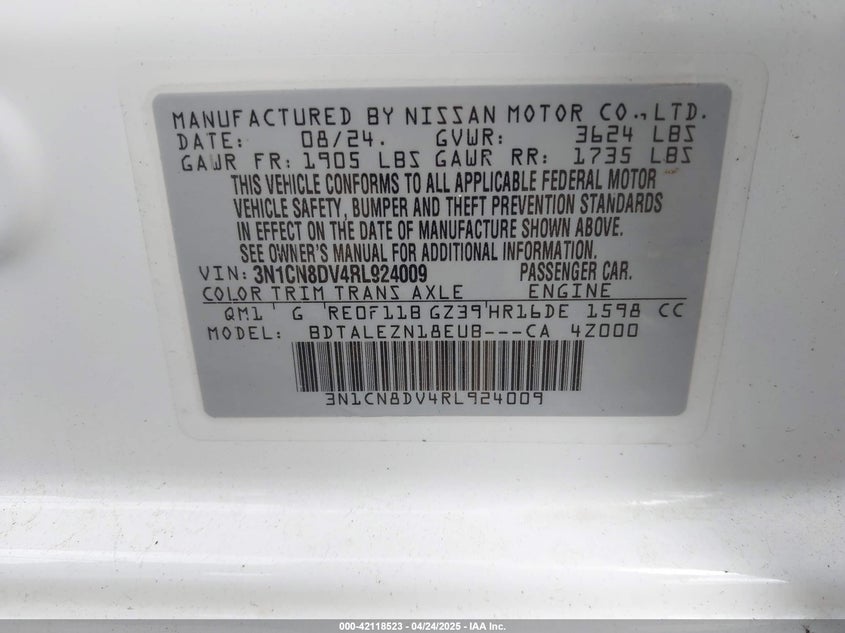 MANUFACTURED BY NISSAN MOTOR CO., LTD.
DATE: 08/24. GVWR: 3624 LBS
GAWR FR: 1905 LBS GAWR RR: 1735 LBS
THIS VEHICLE CONFORMS TO ALL APPLICABLE FEDERAL MOTOR
VEHICLE SAFETY, BUMPER AND THEFT PREVENTION STANDARDS
IN EFFECT ON THE DATE OF MANUFACTURE SHOWN ABOVE.
SEE OWNER'S MANUAL FOR ADDITIONAL INFORMATION.
VIN: 3N1CN8DV4RL924009 PASSENGER CAR.
COLOR TRIM TRANS AXLE ENGINE
QM1 G RE0F11B GZ39 HR16DE 1598 CC
MODEL: BDTALEZN18EUB---CA 4Z000
3N1CN8DV4RL924009
000-42118523 04/24/2025 - IAA Inc.